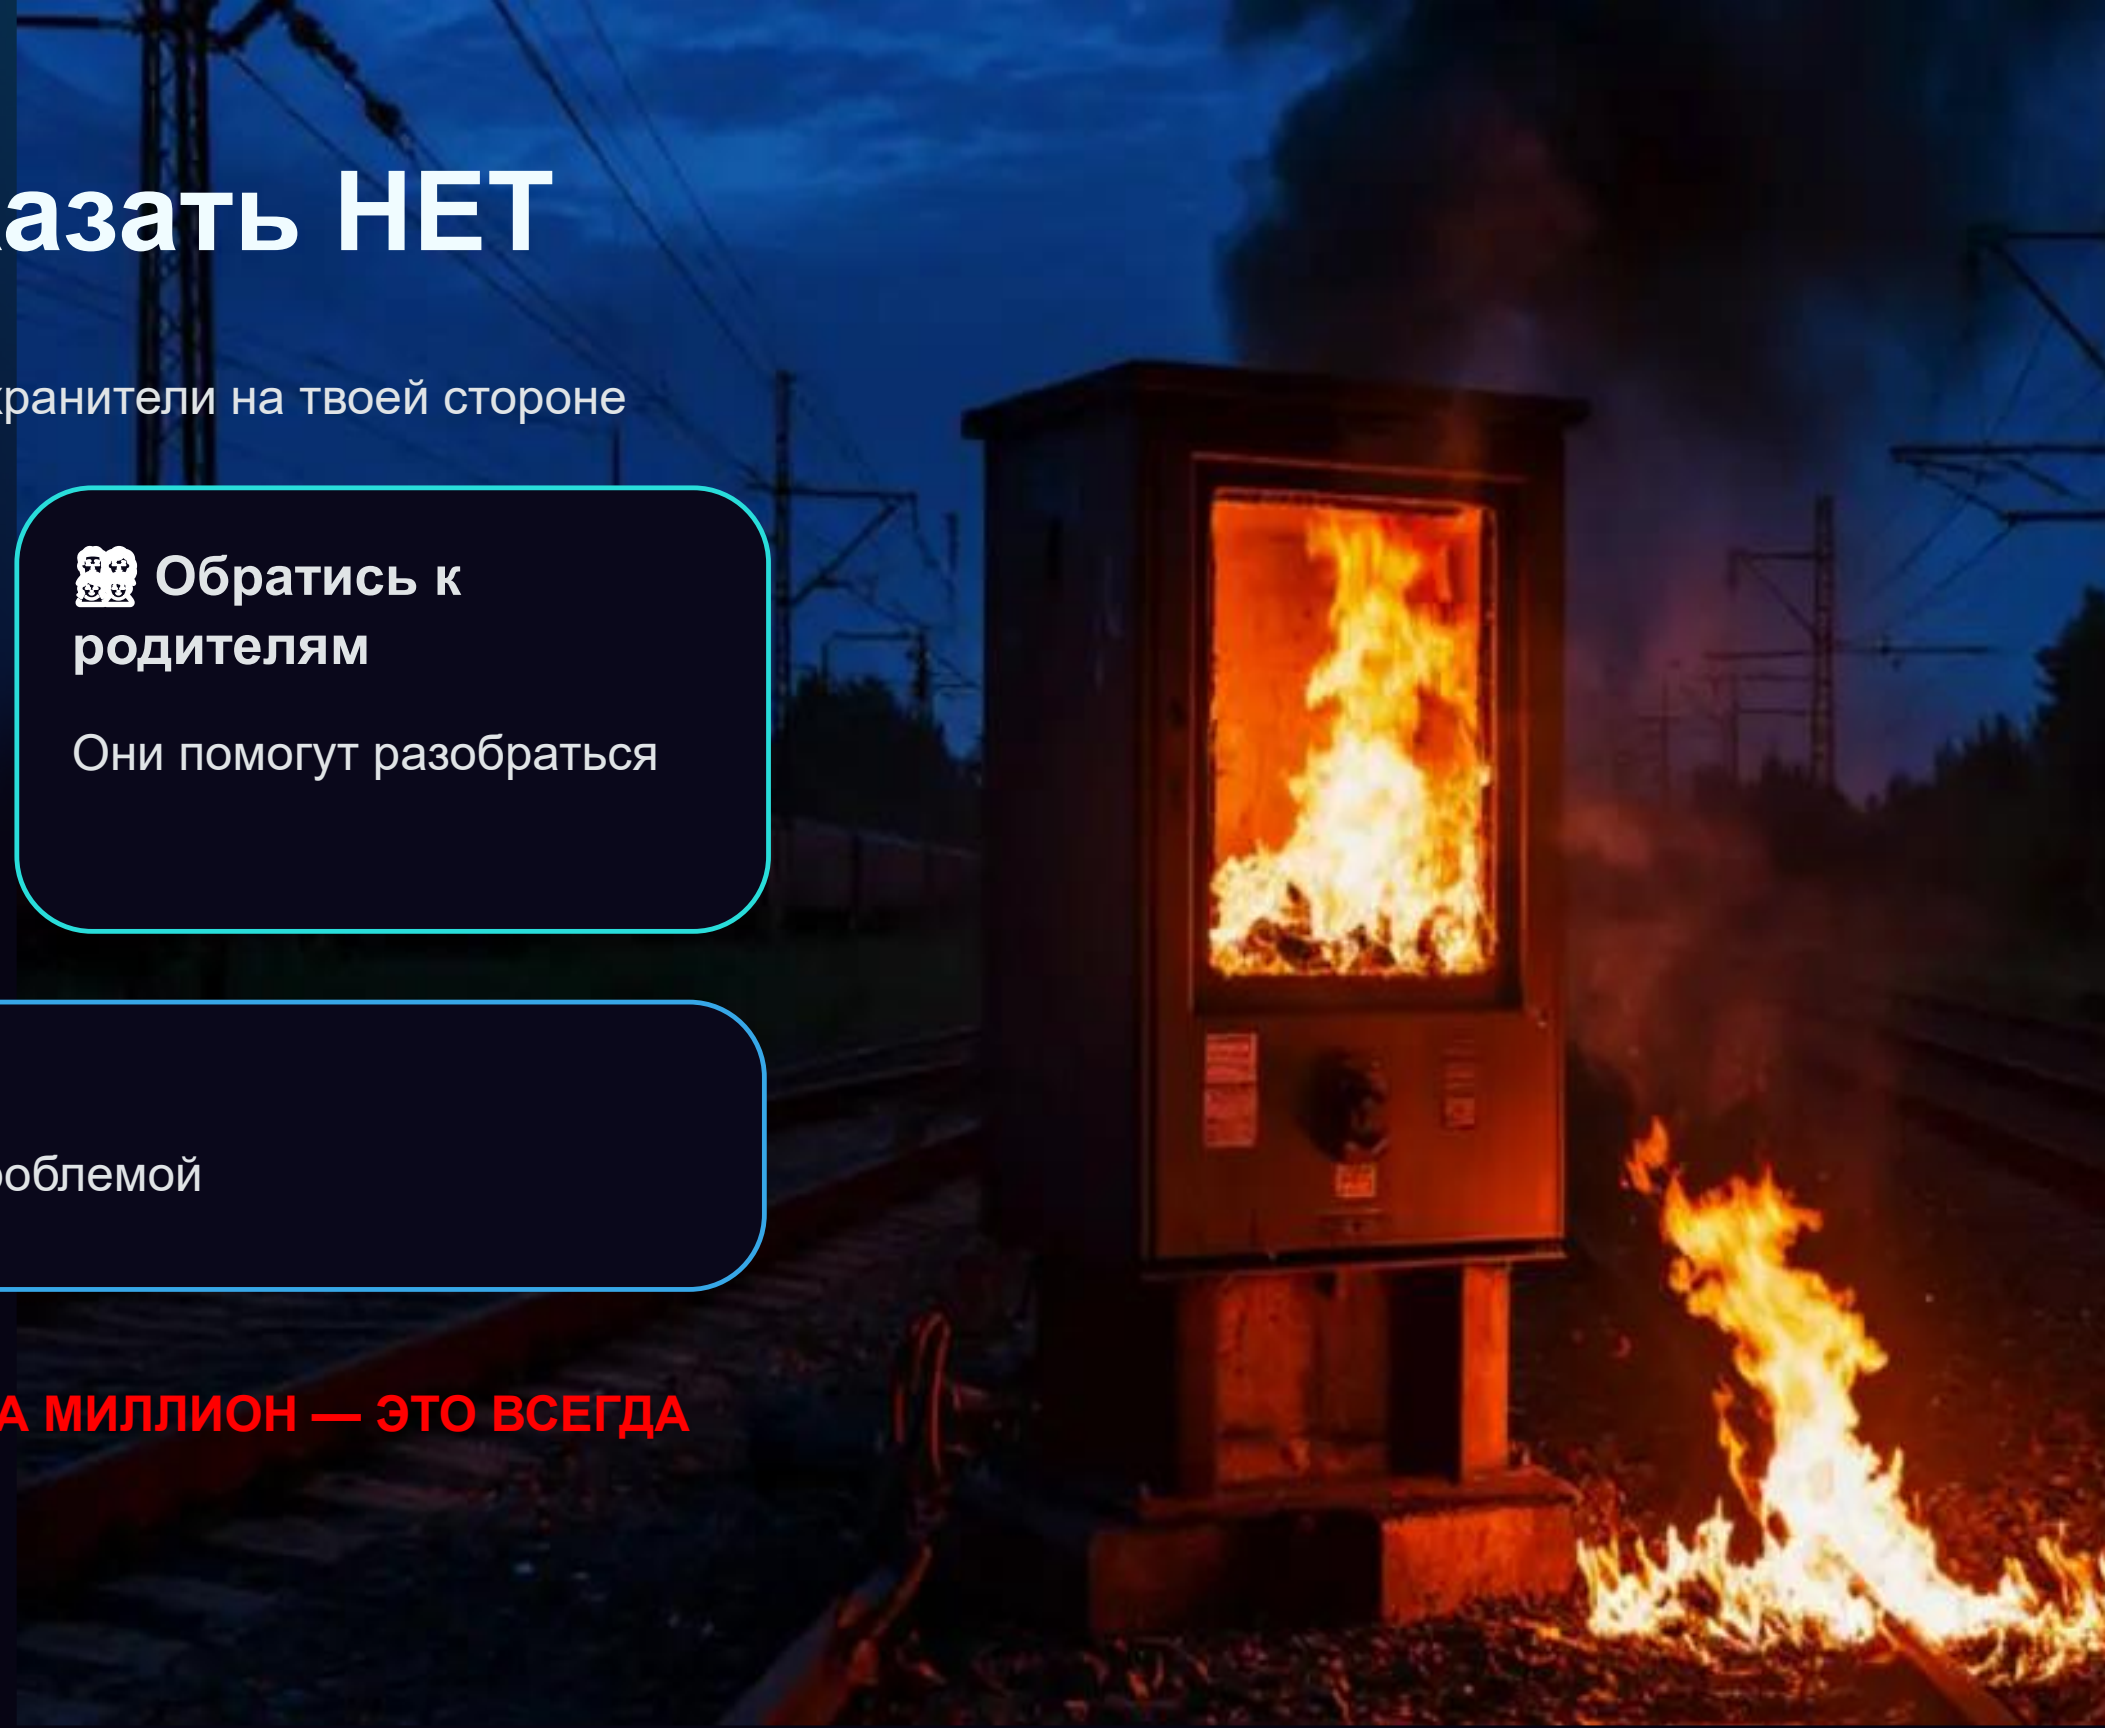 азать НЕТ
хранители на твоей стороне
Обратись к
родителям
Они помогут разобраться
облемой
А МИЛЛИОН — ЭТО ВСЕГДА